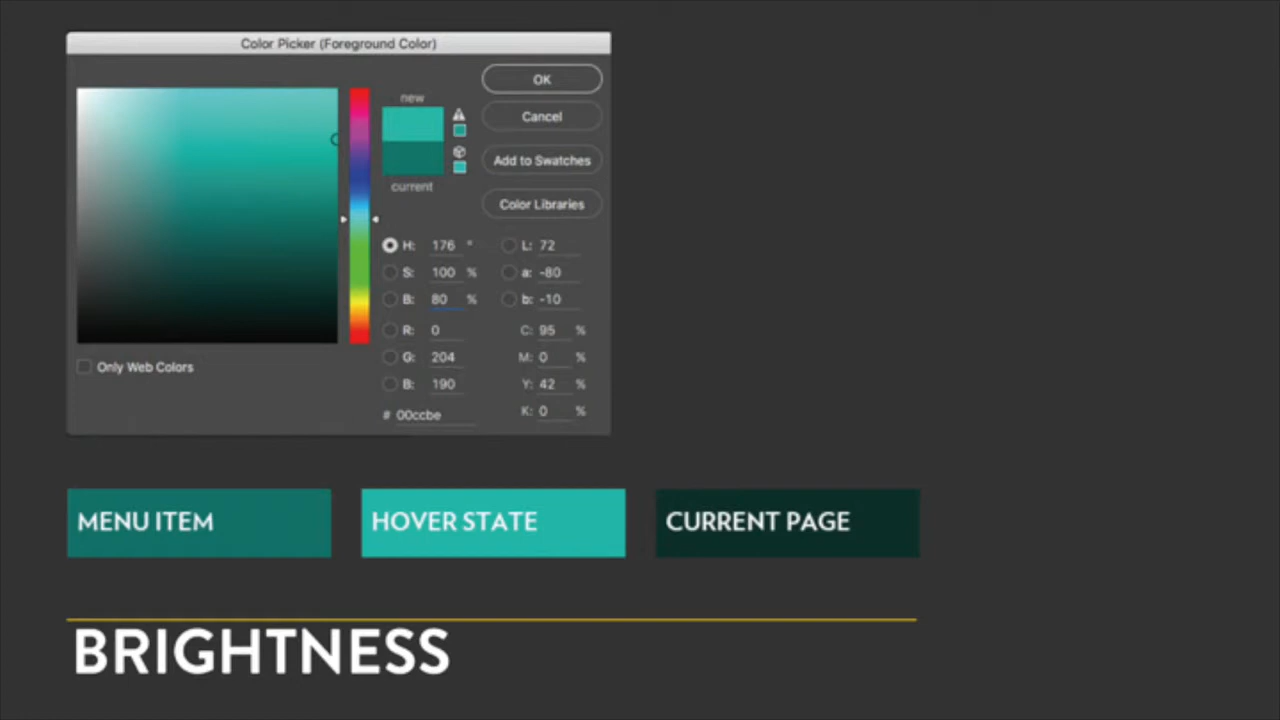 Color Picker (Foreground Color)
new
current
OK
Cancel
Add to Swatches
Color Libraries
H: 176 °
S: 100 %
B: 80 %
R: 0
G: 204
B: 190
# 00ccbe
L: 72
a: -80
b: -10
C: 95 %
M: 0 %
Y: 42 %
K: 0 %
Only Web Colors
MENU ITEM
HOVER STATE
CURRENT PAGE
BRIGHTNESS